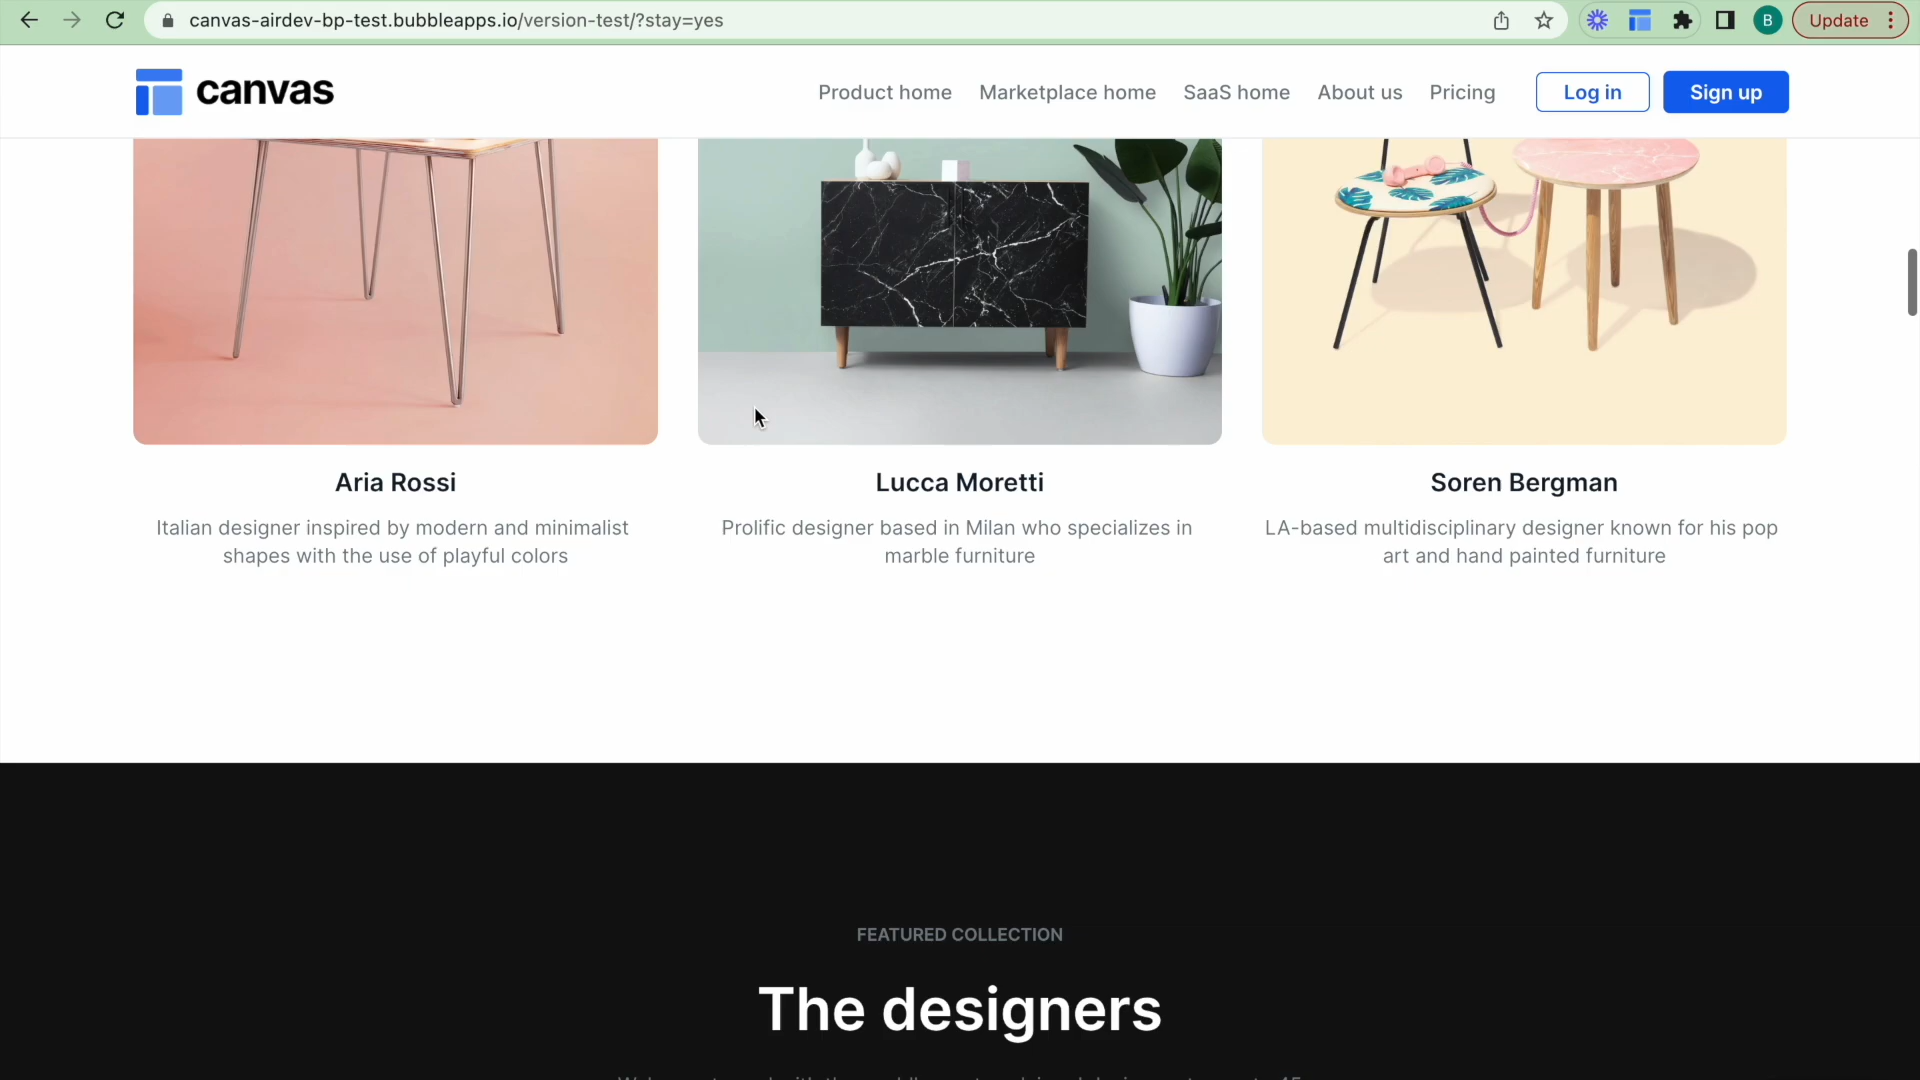 canvas-airdev-bp-test.bubbleapps.io/version-test/?stay=yes
B
Update
canvas
Product home
Marketplace home
SaaS home
About us
Pricing
Log in
Sign up
Aria Rossi
Italian designer inspired by modern and minimalist
shapes with the use of playful colors
Lucca Moretti
Prolific designer based in Milan who specializes in
marble furniture
Soren Bergman
LA-based multidisciplinary designer known for his pop
art and hand painted furniture
FEATURED COLLECTION
The designers